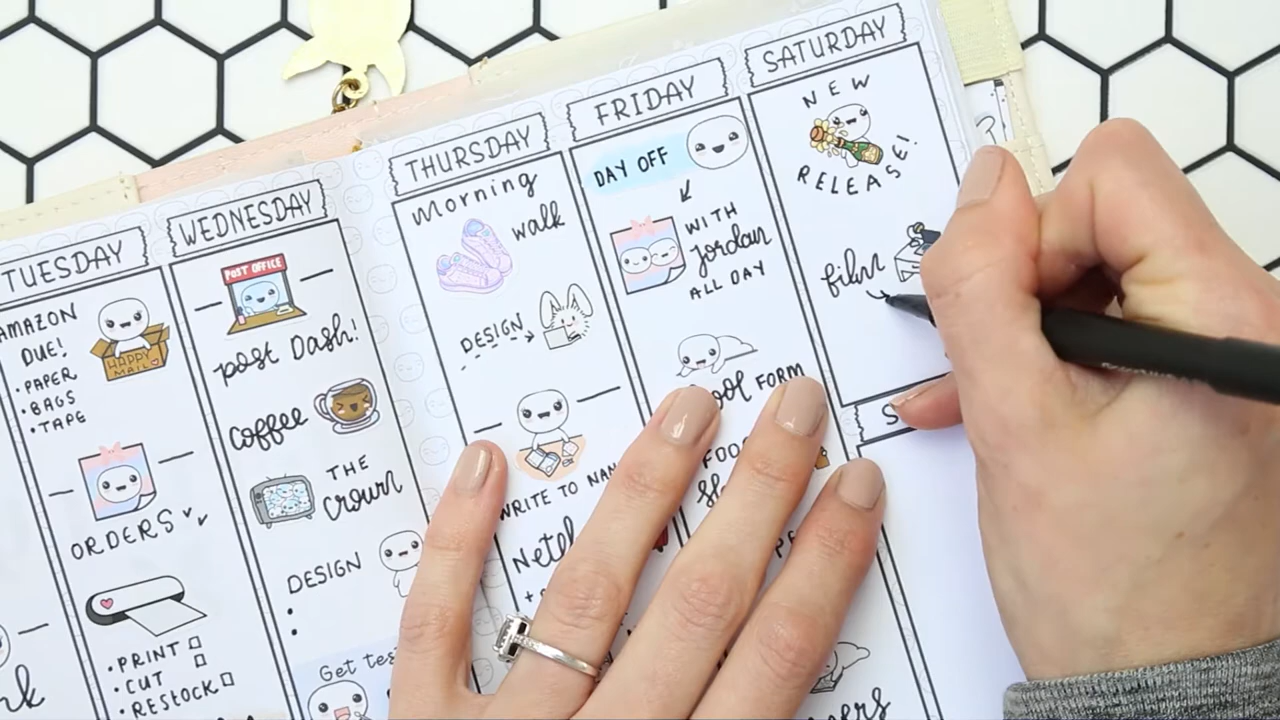 TUESDAY
AMAZON
DUE!
• PAPER
• BAGS
• TAPE
HAPPY
MAIL
ORDERS
• PRINT
• CUT
• RESTOCK
WEDNESDAY
POST OFFICE
post Dash!
coffee
THE
Crown
DESIGN
•
•
Get
THURSDAY
Morning
walk
DESIGN
WRITE TO
FRIDAY
DAY OFF
WITH
Jordan
ALL DAY
FORM
SATURDAY
NEW
RELEASE!
film